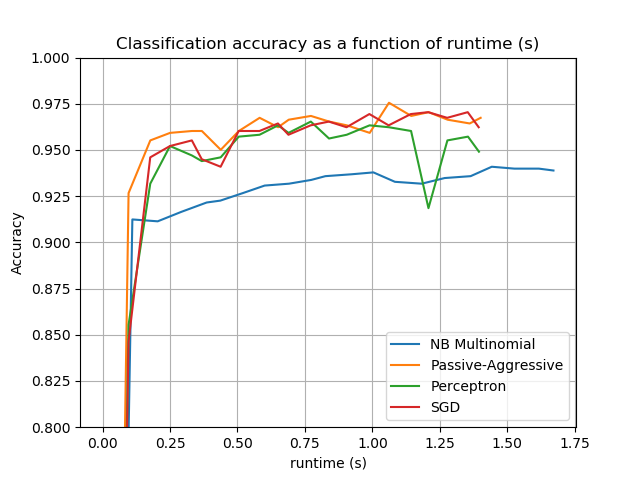 Classification accuracy as a function of runtime (s)
1.000
0.975
0.950
0.925
0.900
0.875
0.850
0.825
0.800
Accuracy
NB Multinomial
Passive-Aggressive
Perceptron
SGD
0.00 0.25 0.50 0.75 1.00 1.25 1.50 1.75
runtime (s)